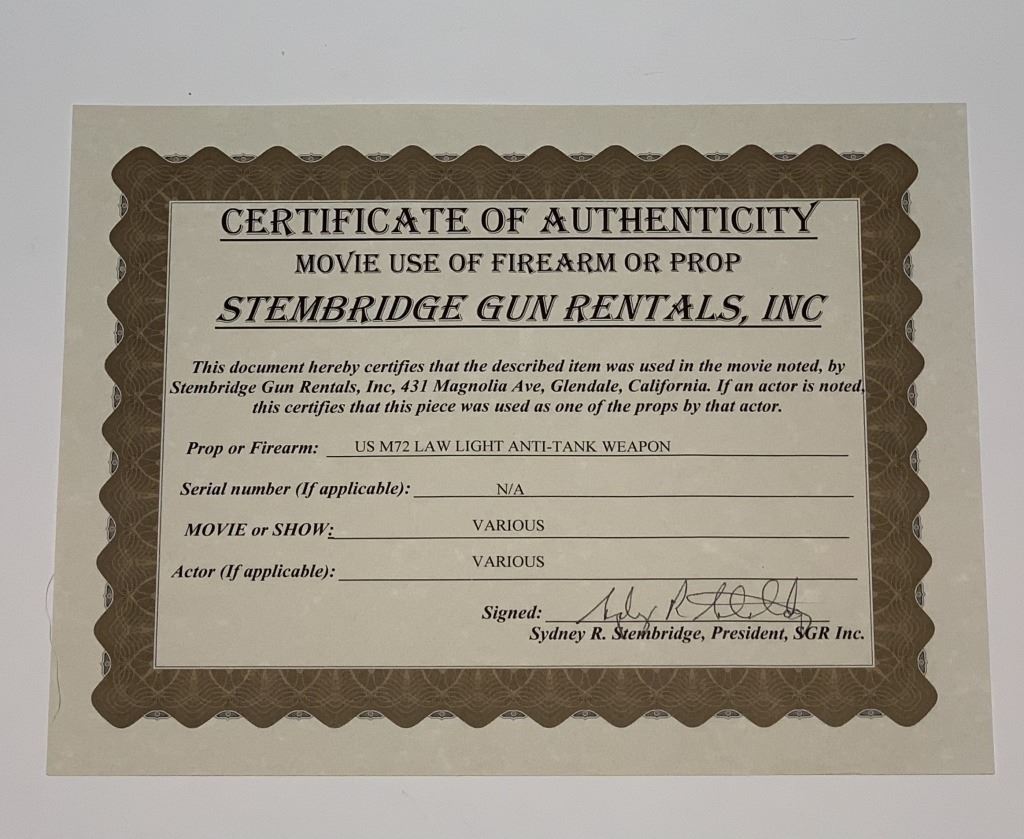 CERTIFICATE OF AUTHENTICITY
MOVIE USE OF FIREARM OR PROP
STEMBRIDGE GUN RENTALS, INC
This document hereby certifies that the described item was used in the movie noted, by
Stembridge Gun Rentals, Inc, 431 Magnolia Ave, Glendale, California. If an actor is noted,
this certifies that this piece was used as one of the props by that actor.
Prop or Firearm: US M72 LAW LIGHT ANTI-TANK WEAPON
Serial number (If applicable): N/A
MOVIE or SHOW: VARIOUS
Actor (If applicable): VARIOUS
Signed:
Sydney R. Stembridge, President, SGR Inc.